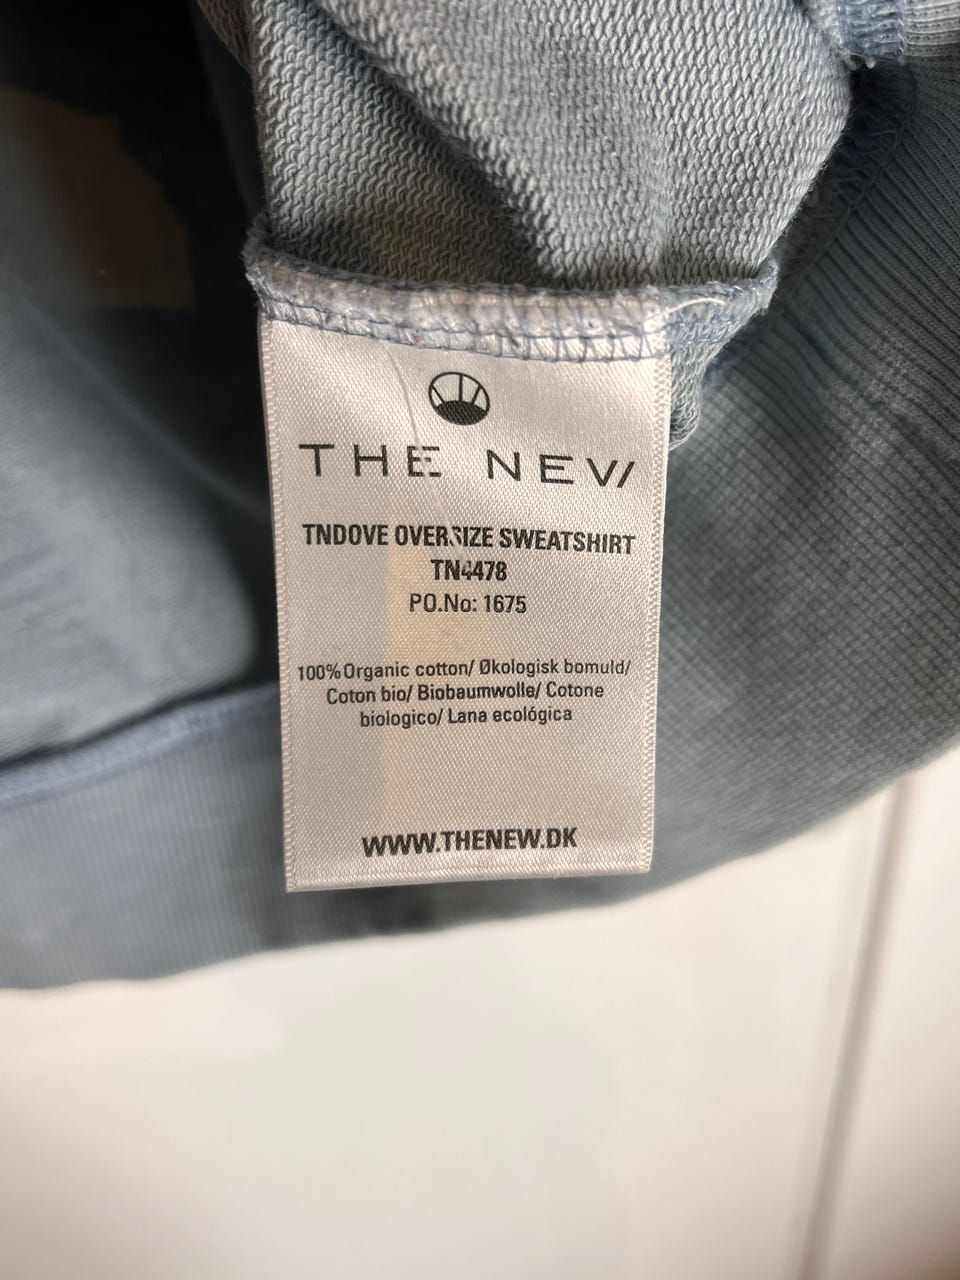 THE NEW
TNDOVE OVERSIZE SWEATSHIRT
TN4478
PO.No: 1675
100% Organic cotton/ Økologisk bomuld/
Coton bio/ Biobaumwolle/ Cotone
biologico/ Lana ecológica
WWW.THENEW.DK